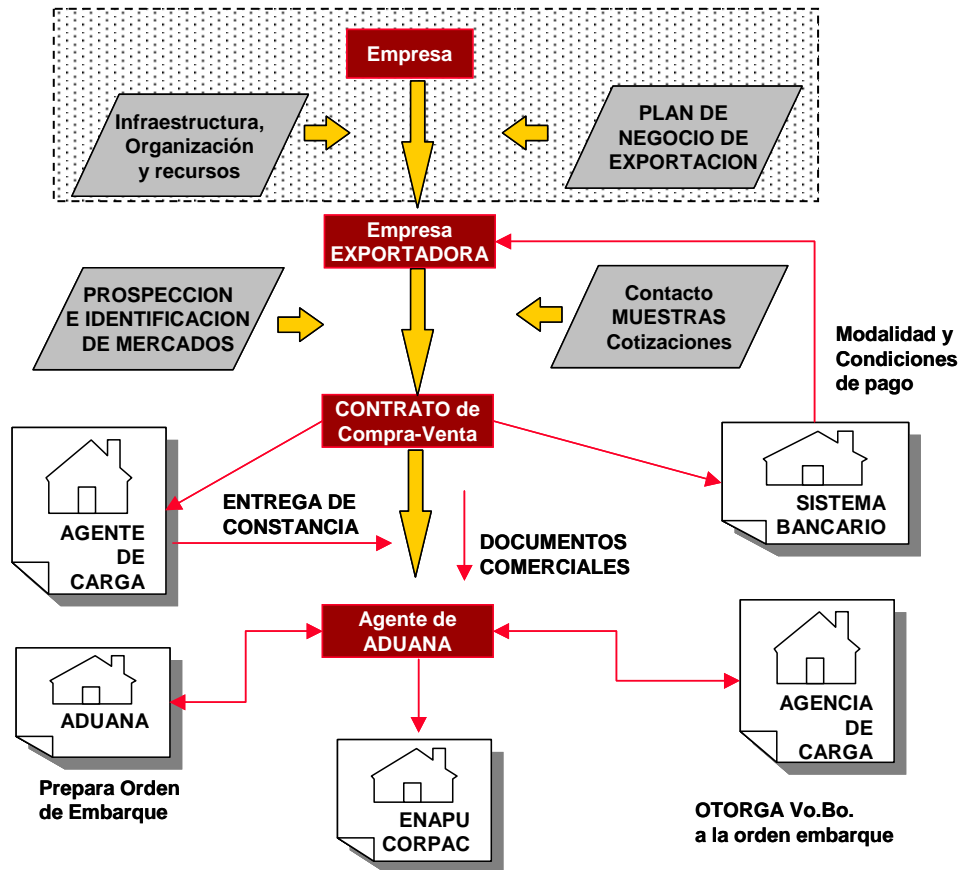 Empresa
Infraestructura,
Organización
y recursos
PLAN DE
NEGOCIO DE
EXPORTACION
Empresa
EXPORTADORA
PROSPECCION
E IDENTIFICACION
DE MERCADOS
Contacto
MUESTRAS
Cotizaciones
Modalidad y
Condiciones
de pago
CONTRATO de
Compra-Venta
AGENTE
DE
CARGA
ENTREGA DE
CONSTANCIA
DOCUMENTOS
COMERCIALES
SISTEMA
BANCARIO
Agente de
ADUANA
ADUANA
Prepara Orden
de Embarque
ENAPU
CORPAC
AGENCIA
DE
CARGA
OTORGA Vo.Bo.
a la orden embarque